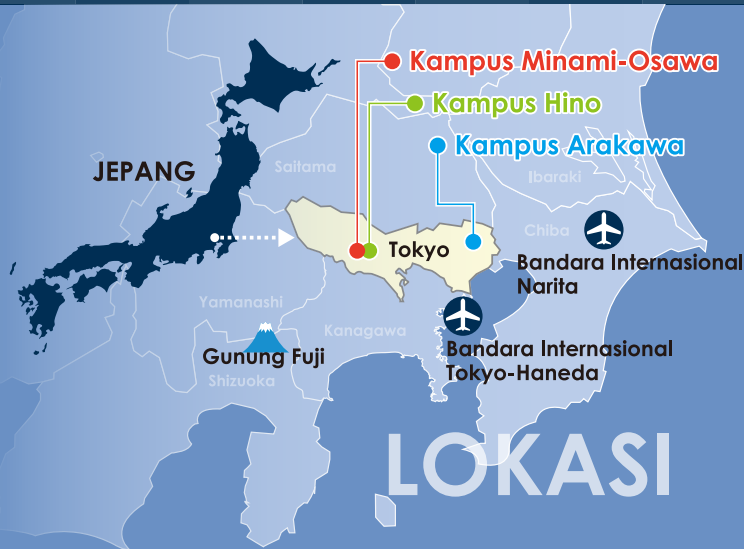 Kampus Minami-Osawa
Kampus Hino
Kampus Arakawa
JEPANG
Saitama
Ibaraki
Chiba
Tokyo
Bandara Internasional
Narita
Yamanashi
Kanagawa
Gunung Fuji
Bandara Internasional
Tokyo-Haneda
Shizuoka
LOKASI